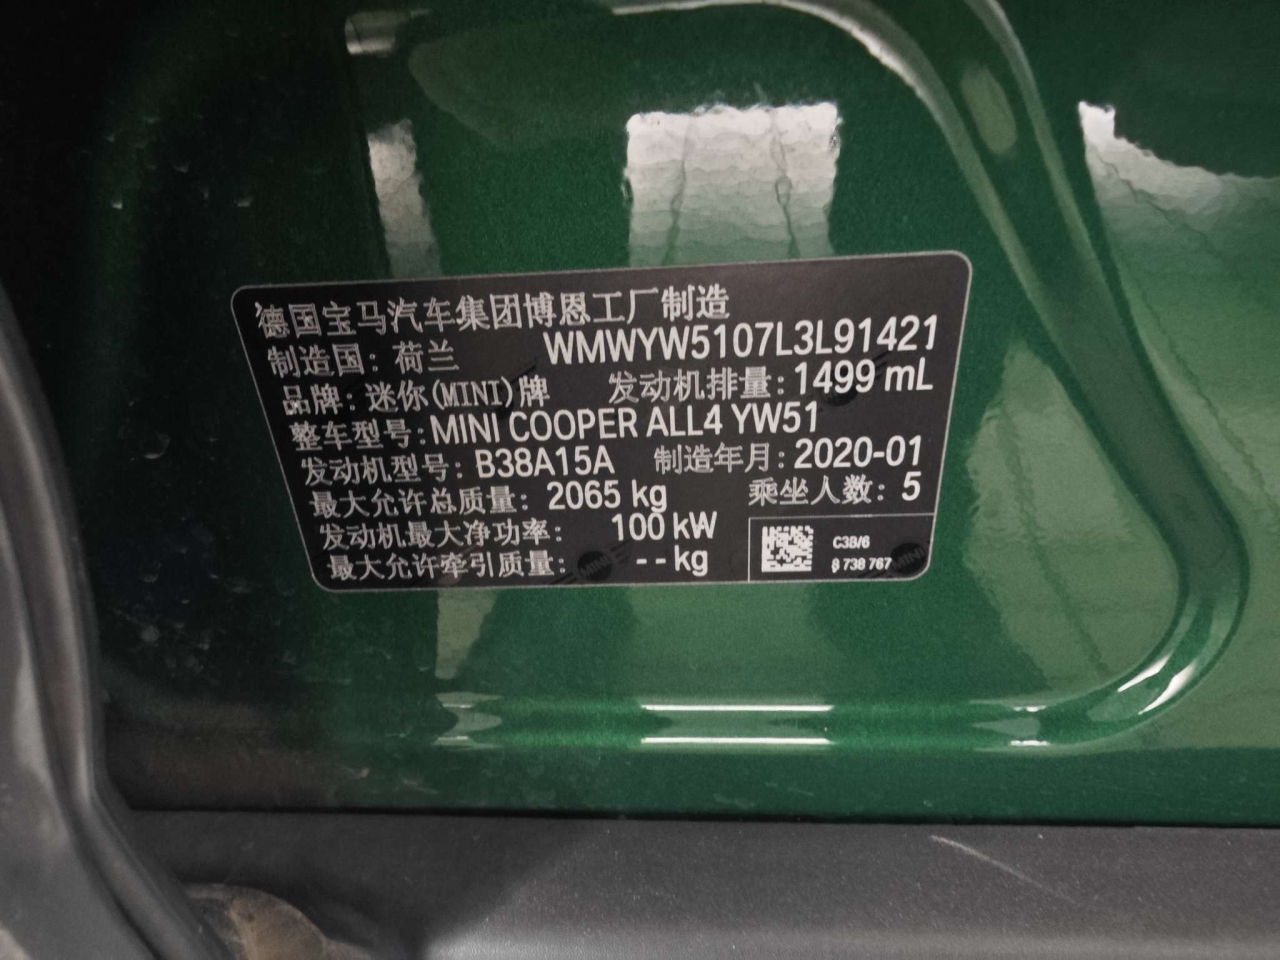 德国宝马汽车集团博恩工厂制造
制造国：荷兰 WMWYW5107L3L91421
品牌：迷你(MINI)牌 发动机排量：1499 mL
整车型号：MINI COOPER ALL4 YW51
发动机型号：B38A15A 制造年月：2020-01
最大允许总质量：2065 kg 乘坐人数：5
发动机最大净功率：100 kW
最大允许牵引质量：--kg
C38/6
8 738 767
MINI
MINI